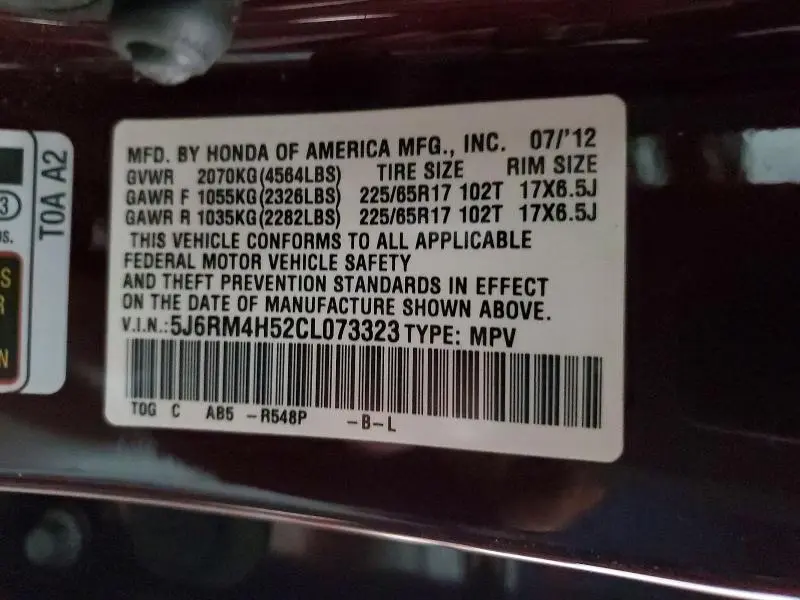 MFD. BY HONDA OF AMERICA MFG., INC. 07/'12
GVWR 2070KG(4564LBS) TIRE SIZE RIM SIZE
GAWR F 1055KG(2326LBS) 225/65R17 102T 17X6.5J
GAWR R 1035KG(2282LBS) 225/65R17 102T 17X6.5J
THIS VEHICLE CONFORMS TO ALL APPLICABLE
FEDERAL MOTOR VEHICLE SAFETY
AND THEFT PREVENTION STANDARDS IN EFFECT
ON THE DATE OF MANUFACTURE SHOWN ABOVE.
V.I.N.:5J6RM4H52CL073323 TYPE: MPV
TOG C AB5 -R548P -B-L
TOA A2